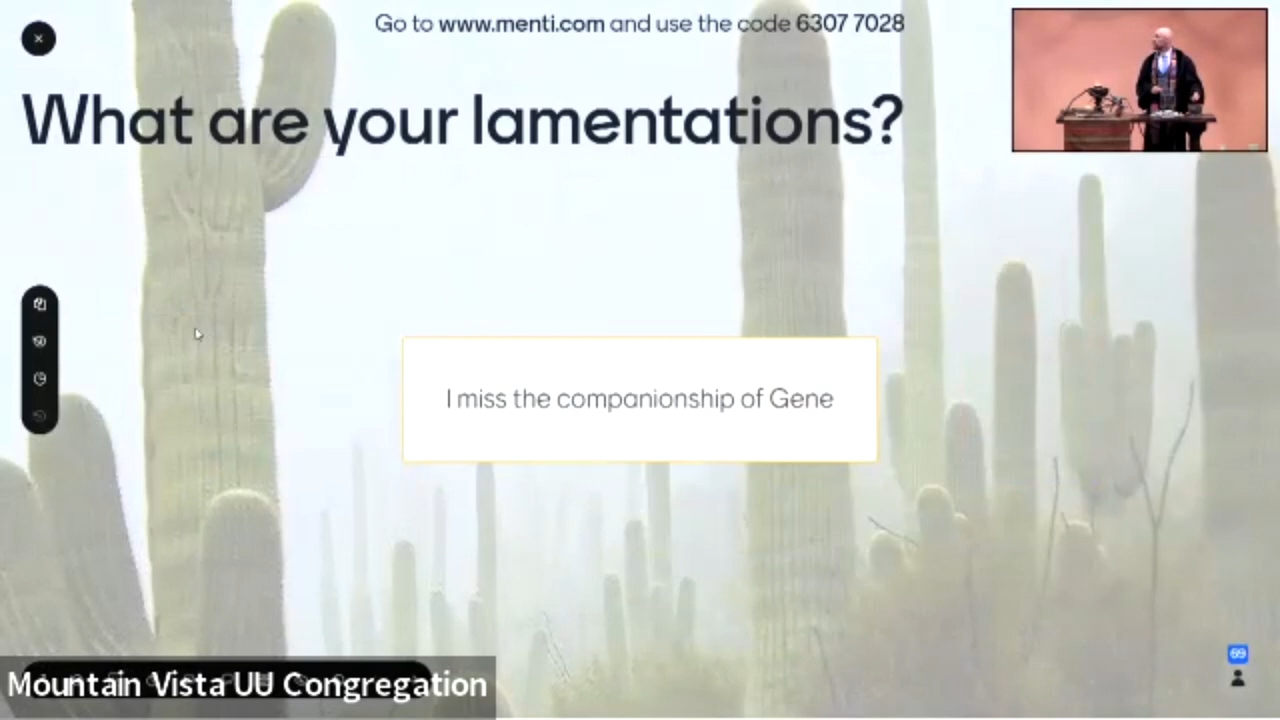 Go to www.menti.com and use the code 6307 7028
What are your lamentations?
I miss the companionship of Gene
69
Mountain Vista UU Congregation